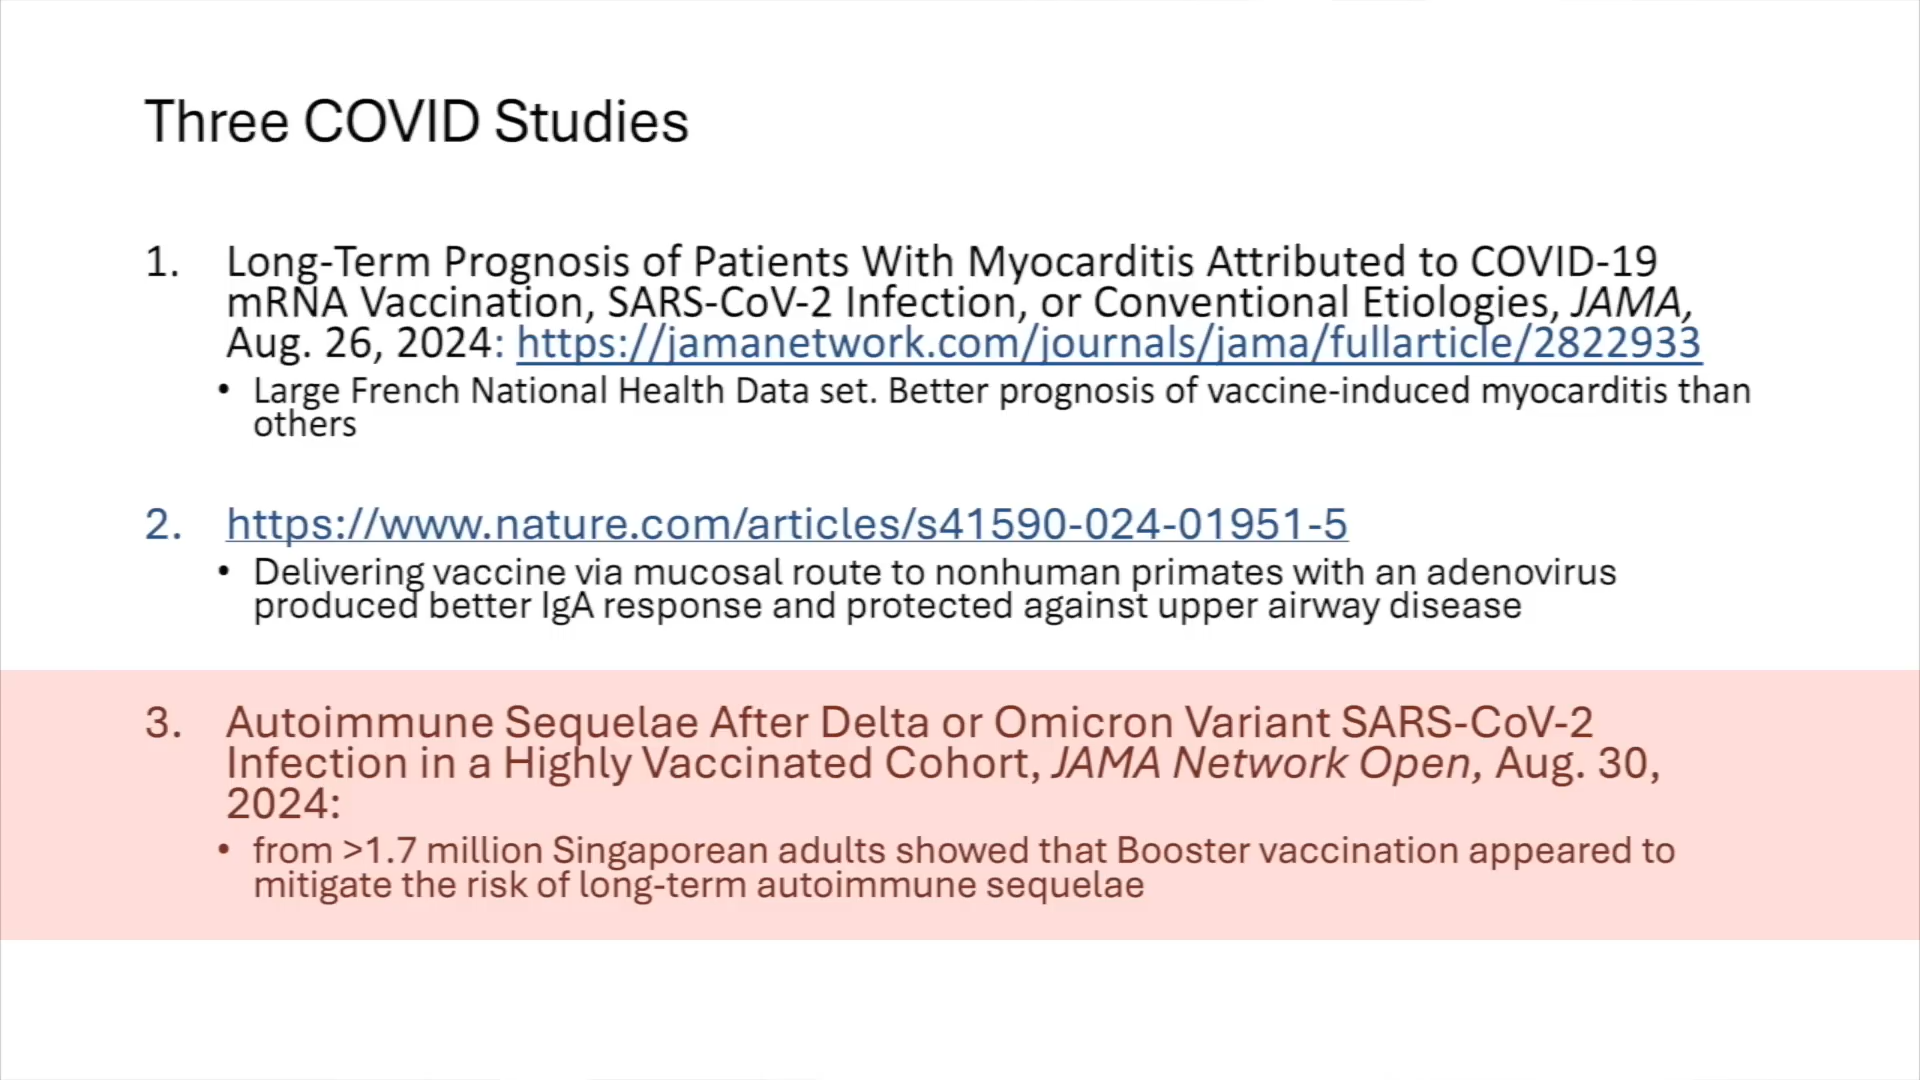 Three COVID Studies
1. Long-Term Prognosis of Patients With Myocarditis Attributed to COVID-19
mRNA Vaccination, SARS-CoV-2 Infection, or Conventional Etiologies, JAMA,
Aug. 26, 2024: https://jamanetwork.com/journals/jama/fullarticle/2822933
• Large French National Health Data set. Better prognosis of vaccine-induced myocarditis than
others
2. https://www.nature.com/articles/s41590-024-01951-5
• Delivering vaccine via mucosal route to nonhuman primates with an adenovirus
produced better IgA response and protected against upper airway disease
3. Autoimmune Sequelae After Delta or Omicron Variant SARS-CoV-2
Infection in a Highly Vaccinated Cohort, JAMA Network Open, Aug. 30,
2024:
• from >1.7 million Singaporean adults showed that Booster vaccination appeared to
mitigate the risk of long-term autoimmune sequelae